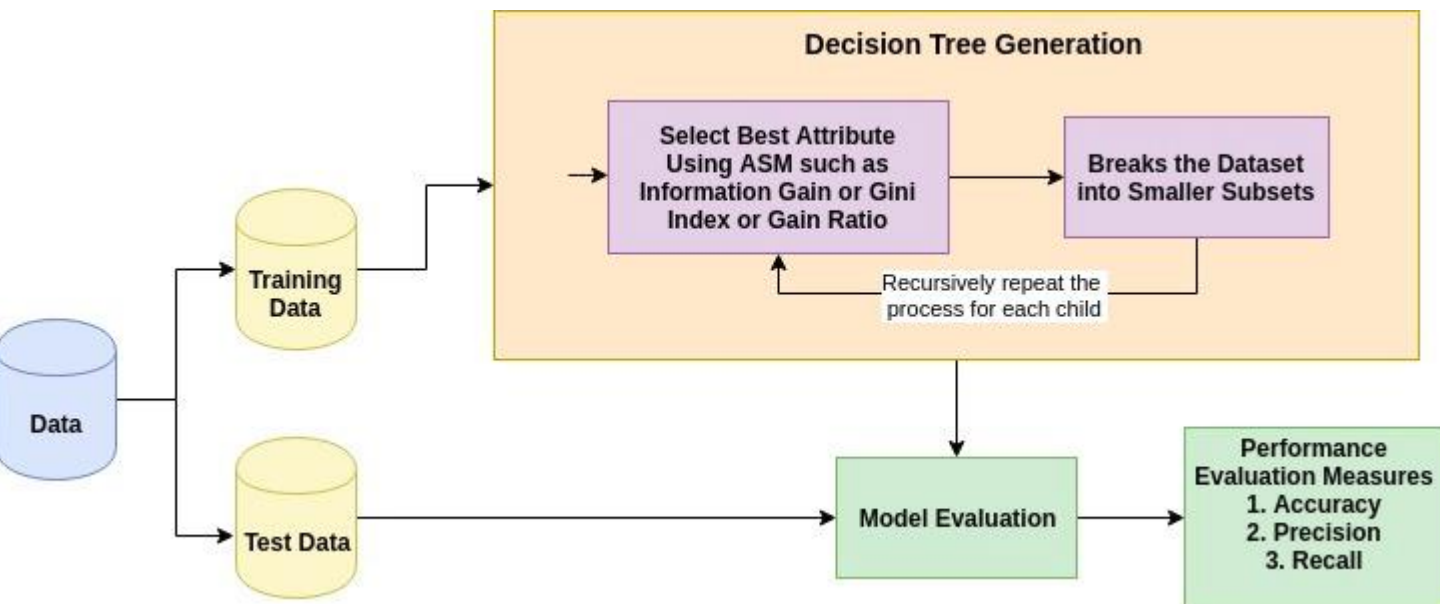 Decision Tree Generation
Select Best Attribute
Using ASM such as
Information Gain or Gini
Index or Gain Ratio
Breaks the Dataset
into Smaller Subsets
Recursively repeat the
process for each child
Training
Data
Data
Test Data
Model Evaluation
Performance
Evaluation Measures
1. Accuracy
2. Precision
3. Recall